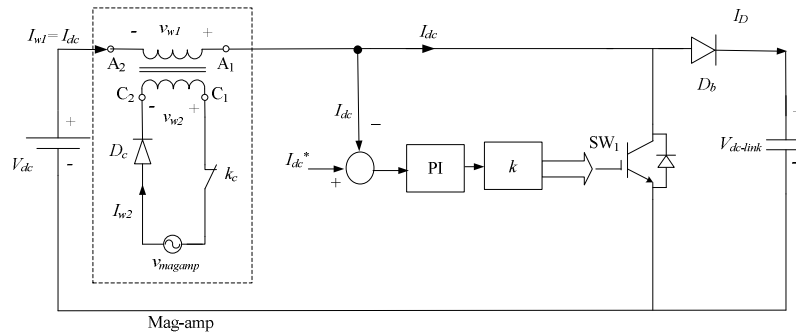 I_w1= I_dc
- v_w1 +
A_2
A_1
I_dc
I_D
C_2
C_1
- v_w2 +
D_b
+
V_dc
-
D_c
k_c
I_w2
v_magamp
I_dc
−
I_dc*
+
PI
k
SW_1
+
V_dc-link
-
Mag-amp